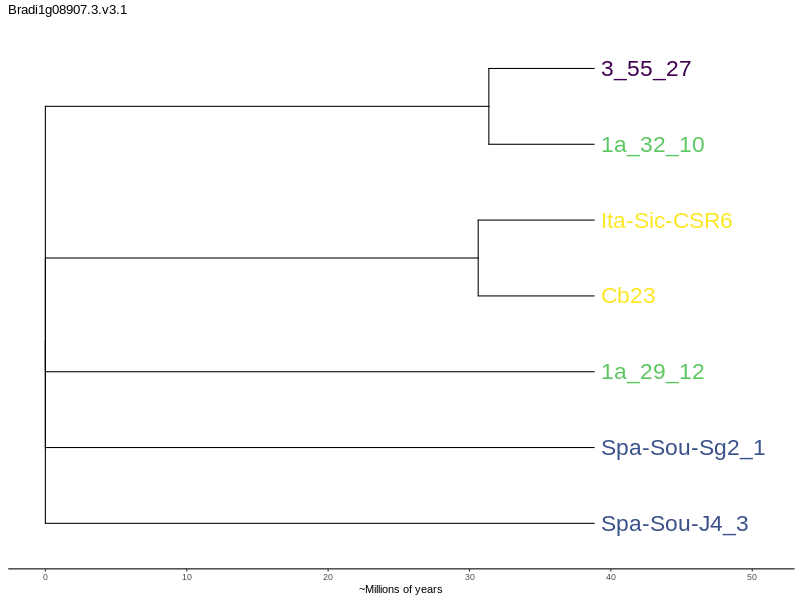 Bradi1g08907.3.v3.1
3_55_27
1a_32_10
Ita-Sic-CSR6
Cb23
1a_29_12
Spa-Sou-Sg2_1
Spa-Sou-J4_3
0 10 20 30 40 50
~Millions of years